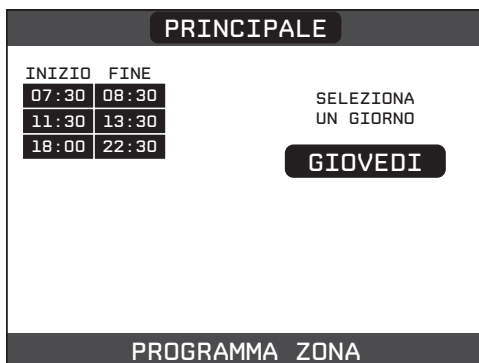 PRINCIPALE
INIZIO FINE
07:30 08:30
11:30 13:30
18:00 22:30
SELEZIONA
UN GIORNO
GIOVEDI
PROGRAMMA ZONA